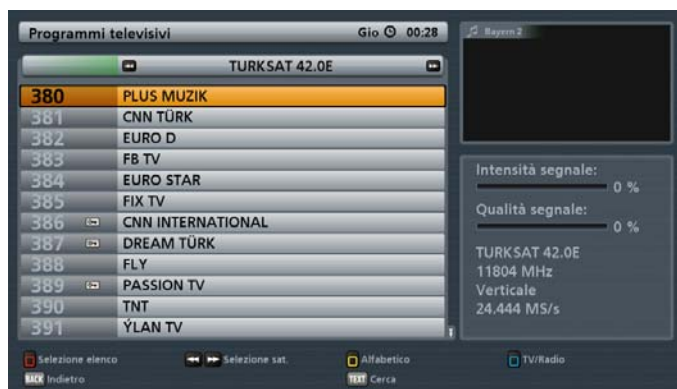 Programmi televisivi Gio 00:28
Bayern 2
TURKSAT 42.0E
380 PLUS MUZIK
381 CNN TÜRK
382 EURO D
383 FB TV
384 EURO STAR
385 FIX TV
386 CNN INTERNATIONAL
387 DREAM TÜRK
388 FLY
389 PASSION TV
390 TNT
391 ÝLAN TV
Intensità segnale:
0 %
Qualità segnale:
0 %
TURKSAT 42.0E
11804 MHz
Verticale
24.444 MS/s
Selezione elenco Selezione sat. Alfabetico TV/Radio
BACK Indietro TEXT Cerca